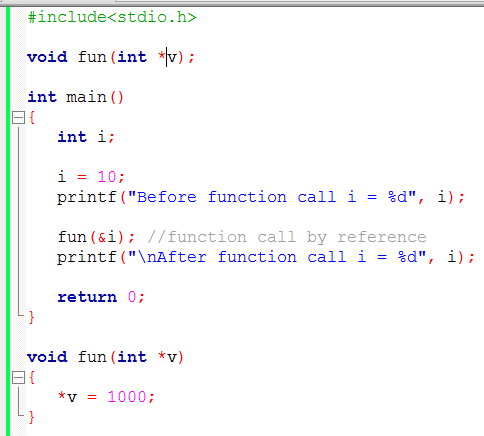 #include<stdio.h>
void fun(int *v);
int main()
{
int i;
i = 10;
printf("Before function call i = %d", i);
fun(&i); //function call by reference
printf("\nAfter function call i = %d", i);
return 0;
}
void fun(int *v)
{
*v = 1000;
}